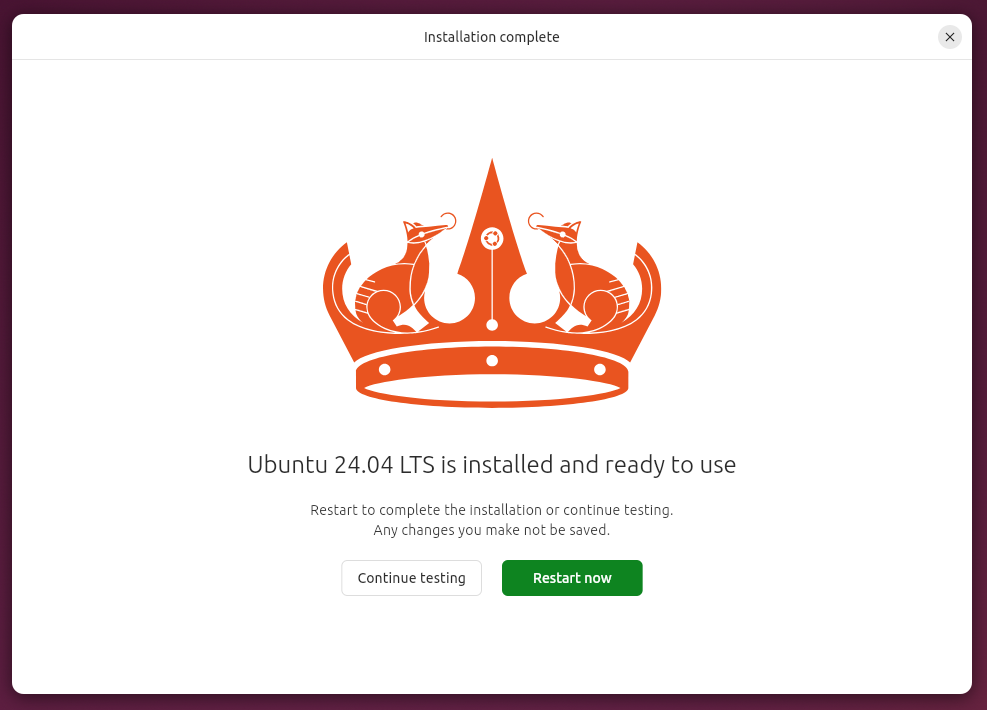 Installation complete
Ubuntu 24.04 LTS is installed and ready to use
Restart to complete the installation or continue testing.
Any changes you make not be saved.
Continue testing
Restart now